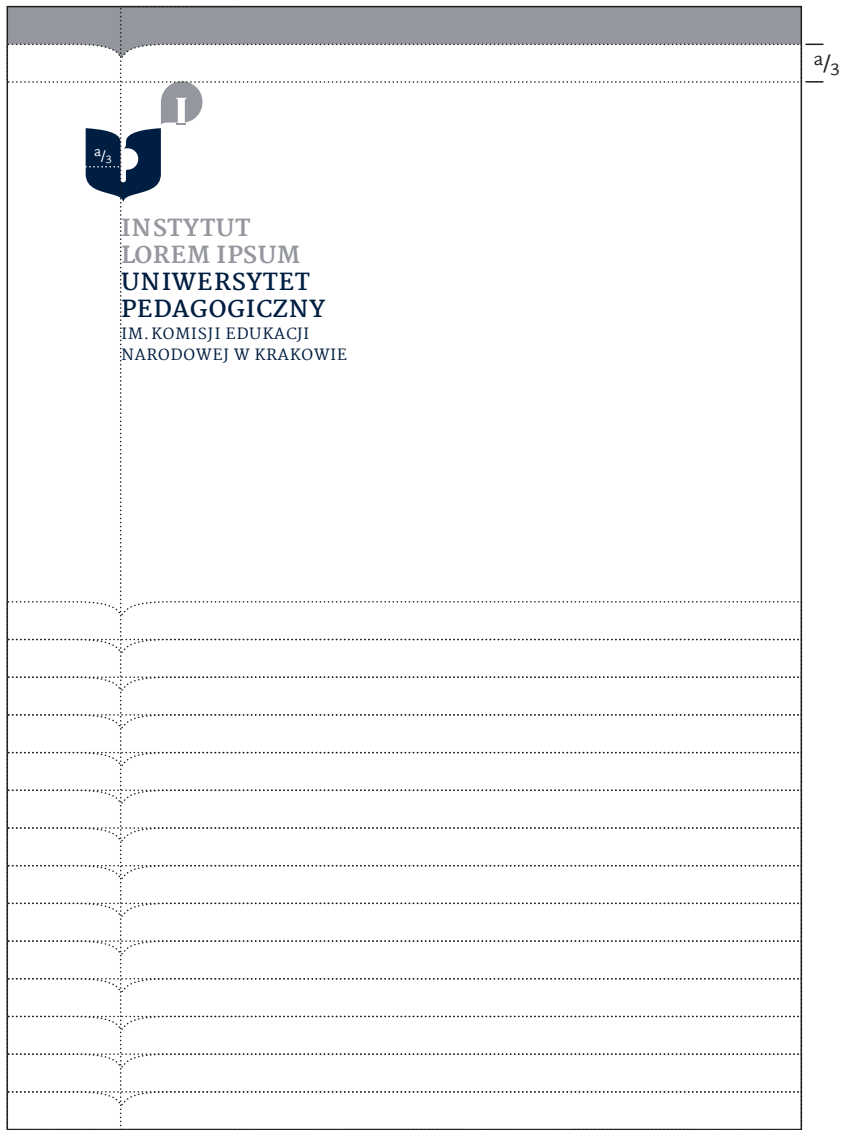 a/3
I
a/3
INSTYTUT
LOREM IPSUM
UNIWERSYTET
PEDAGOGICZNY
IM. KOMISJI EDUKACJI
NARODOWEJ W KRAKOWIE